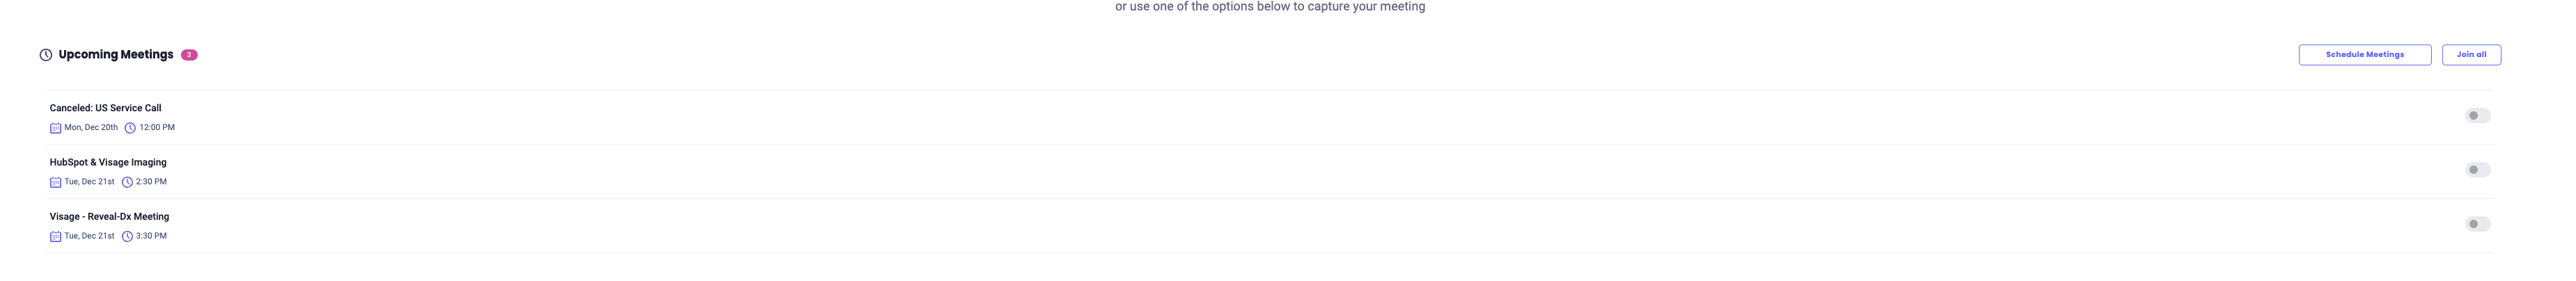 or use one of the options below to capture your meeting
Upcoming Meetings 3 Schedule Meetings Join all
Canceled: US Service Call
Mon, Dec 20th 12:00 PM
HubSpot & Visage Imaging
Tue, Dec 21st 2:30 PM
Visage - Reveal-Dx Meeting
Tue, Dec 21st 3:30 PM